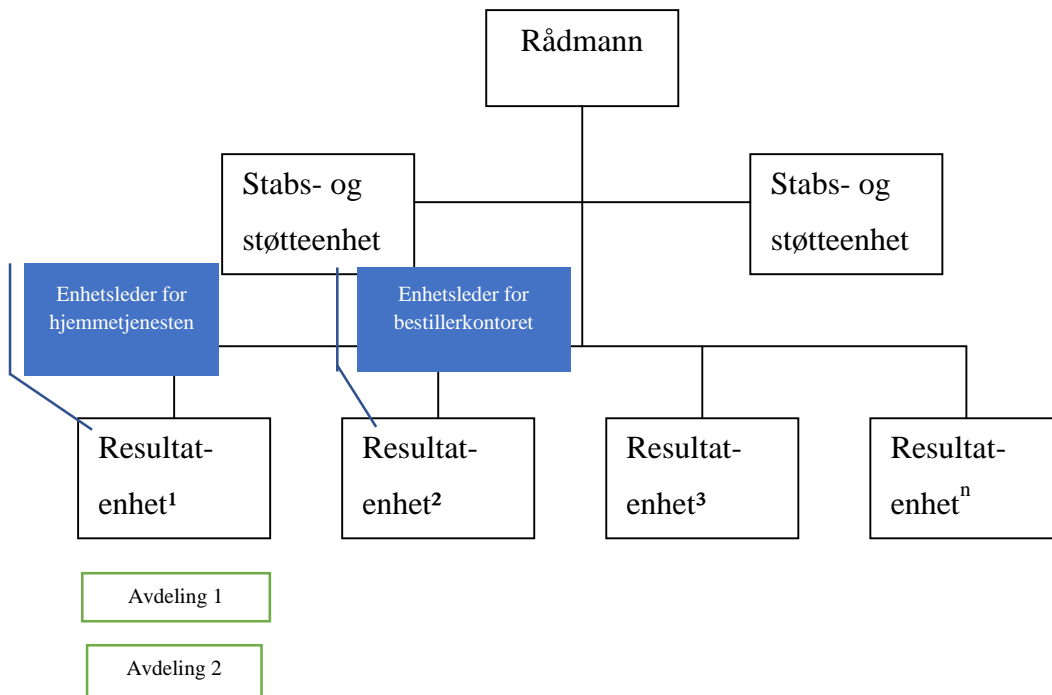 Rådmann
Stabs- og
støtteenhet
Stabs- og
støtteenhet
Enhetsleder for
hjemmetjenesten
Enhetsleder for
bestillerkontoret
Resultat-
enhet¹
Resultat-
enhet²
Resultat-
enhet³
Resultat-
enhetⁿ
Avdeling 1
Avdeling 2